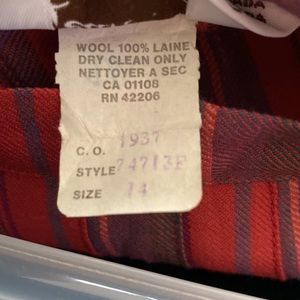 WOOL 100% LAINE
DRY CLEAN ONLY
NETTOYER A SEC
CA 01108
RN 42206
C. O. 1937
STYLE 74713F
SIZE 14